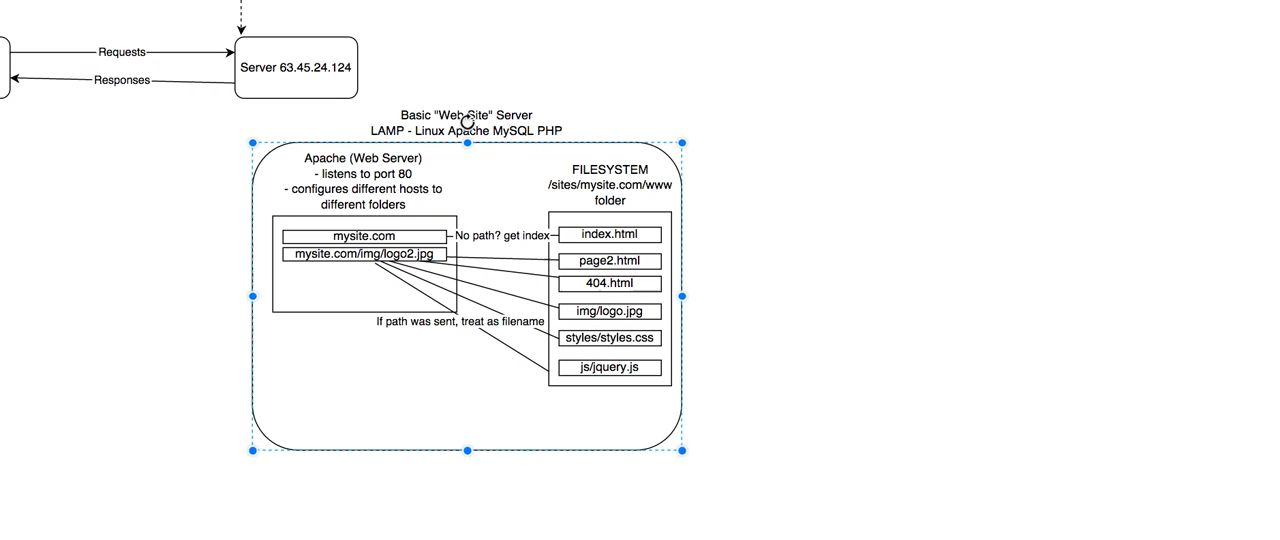 Requests
Responses
Server 63.45.24.124
Basic "Web Site" Server
LAMP - Linux Apache MySQL PHP
Apache (Web Server)
- listens to port 80
- configures different hosts to
different folders
mysite.com
mysite.com/img/logo2.jpg
No path? get index
If path was sent, treat as filename
FILESYSTEM
/sites/mysite.com/www
folder
index.html
page2.html
404.html
img/logo.jpg
styles/styles.css
js/jquery.js